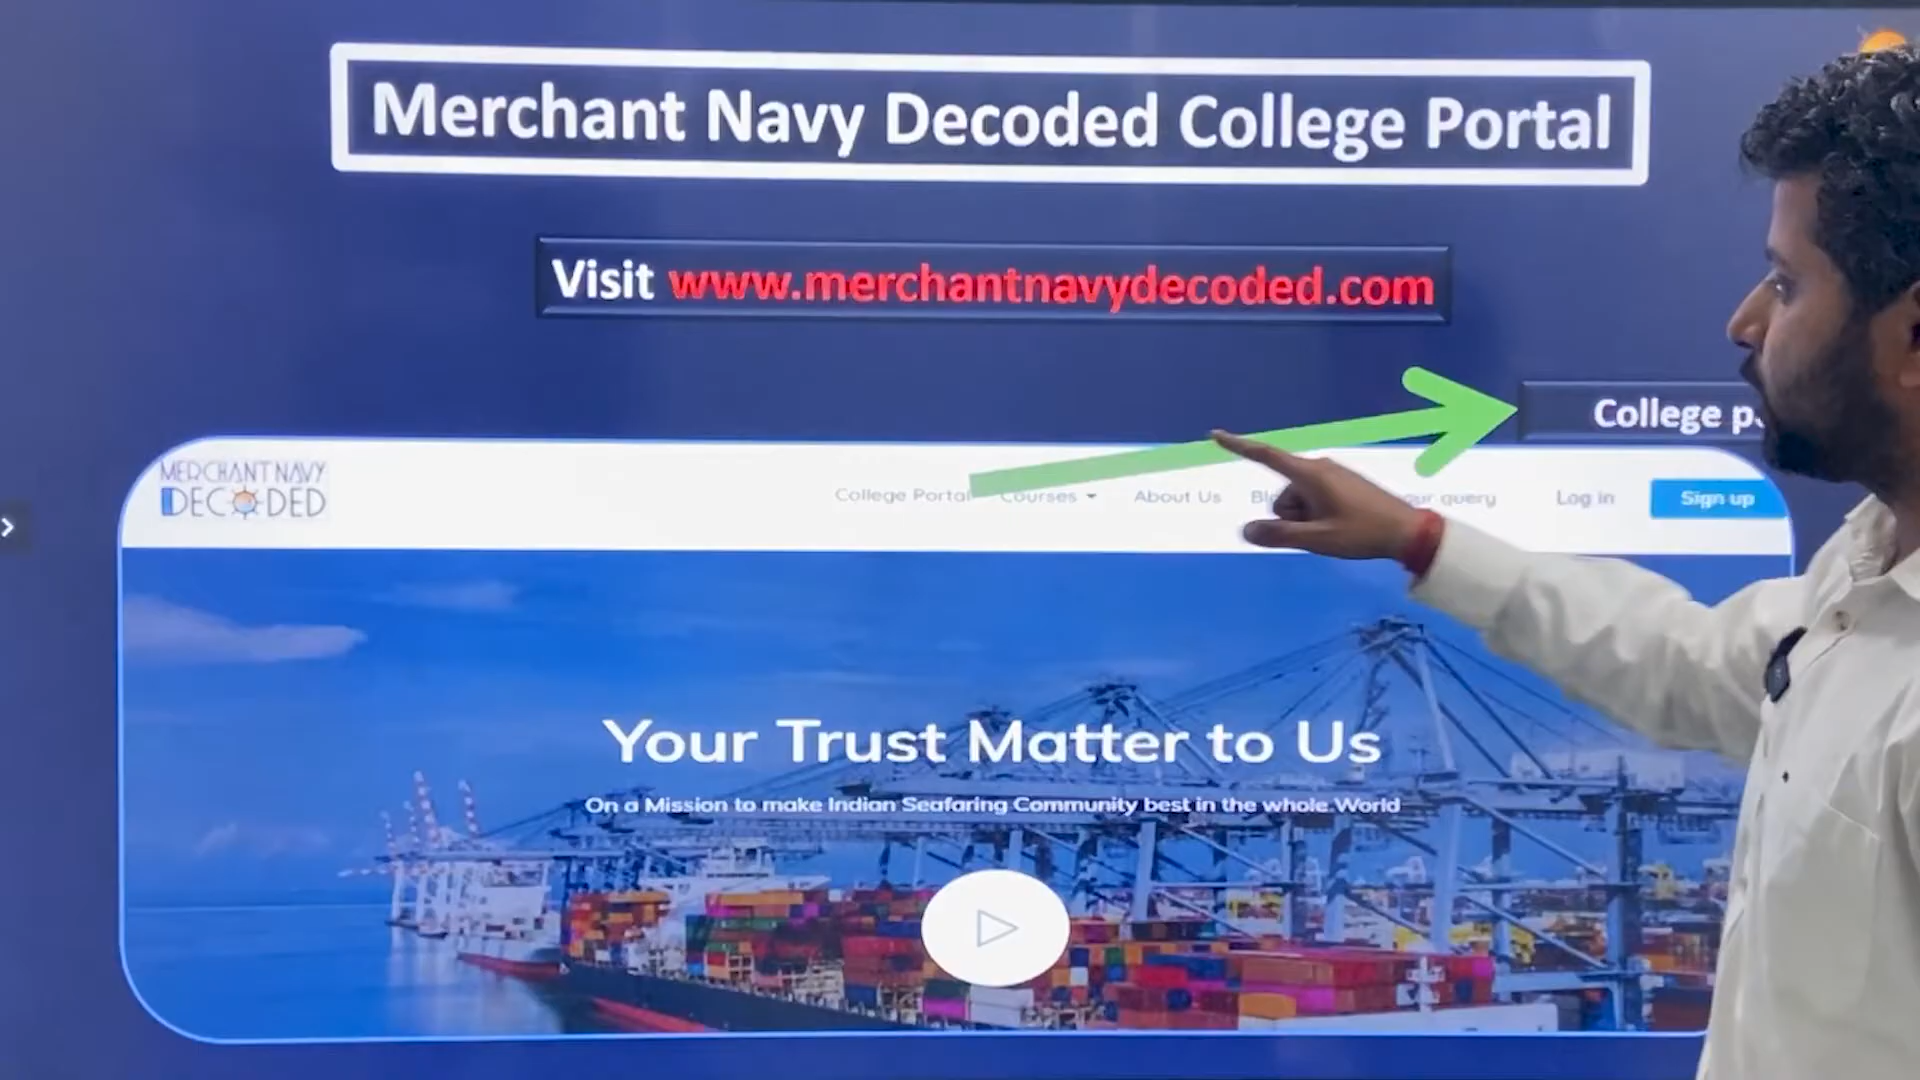 Merchant Navy Decoded College Portal
Visit www.merchantnavydecoded.com
College
MERCHANT NAVY
DECODED
College Portal Courses About Us query Log in Sign up
Your Trust Matter to Us
On a Mission to make Indian Seafaring Community best in the whole World